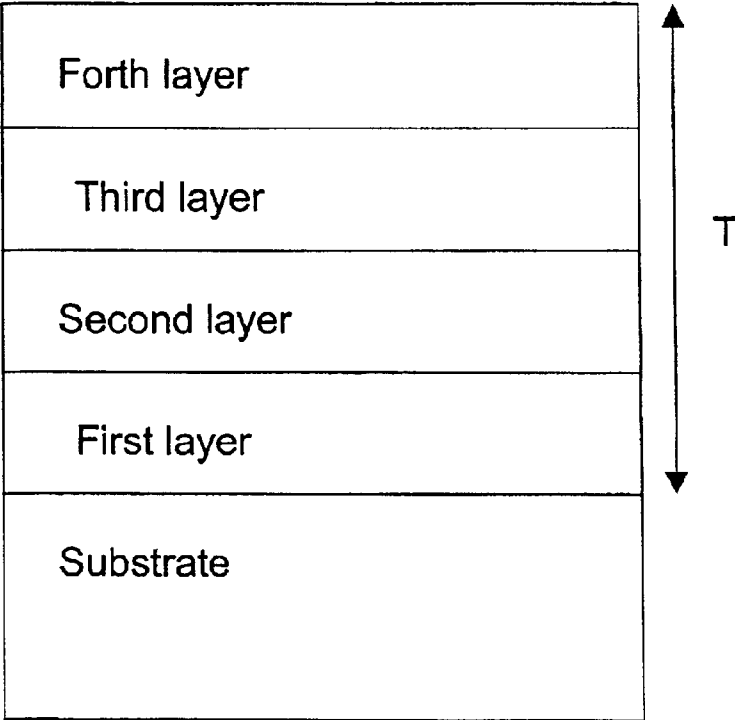 Forth layer
Third layer
T
Second layer
First layer
Substrate